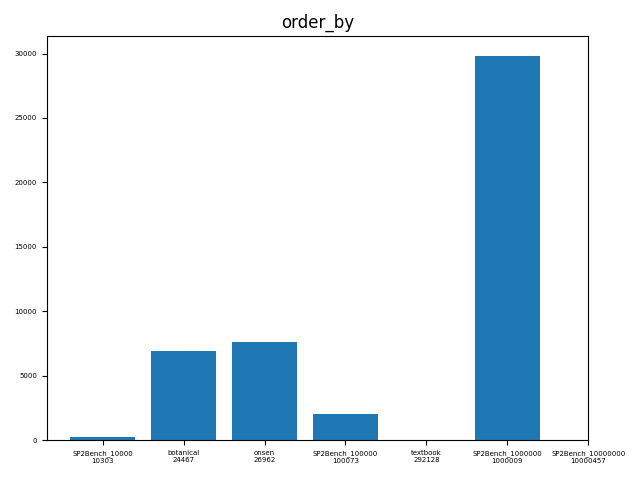 order_by
30000
25000
20000
15000
10000
5000
0
SP2Bench_10000
10303
botanical
24467
onsen
26962
SP2Bench_100000
100073
textbook
292128
SP2Bench_1000000
1000009
SP2Bench_10000000
10000457